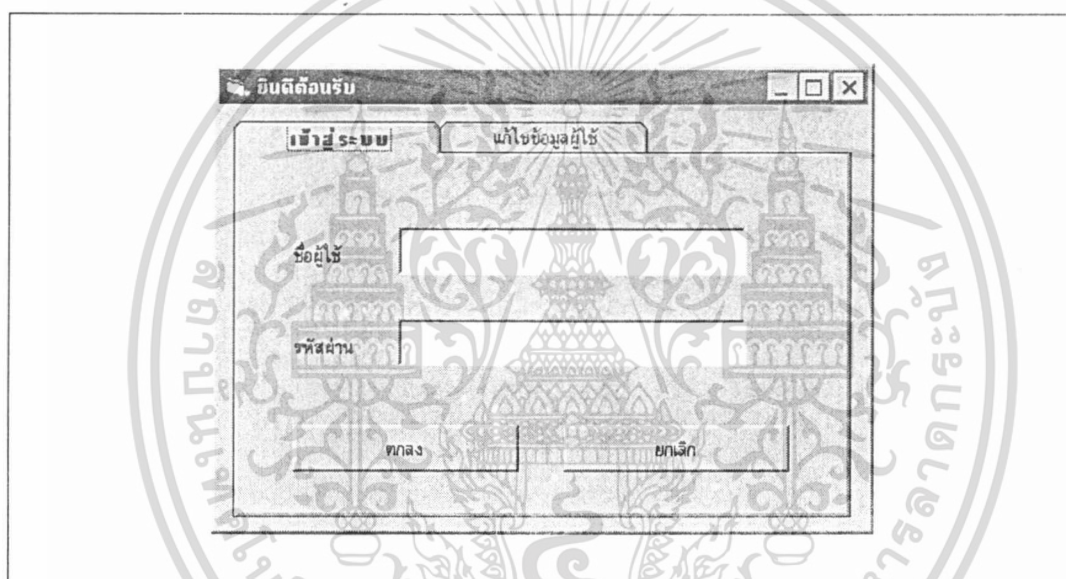 ยินดีต้อนรับ
เข้าสู่ระบบ
แก้ไขข้อมูลผู้ใช้
ชื่อผู้ใช้
รหัสผ่าน
ตกลง
ยกเลิก